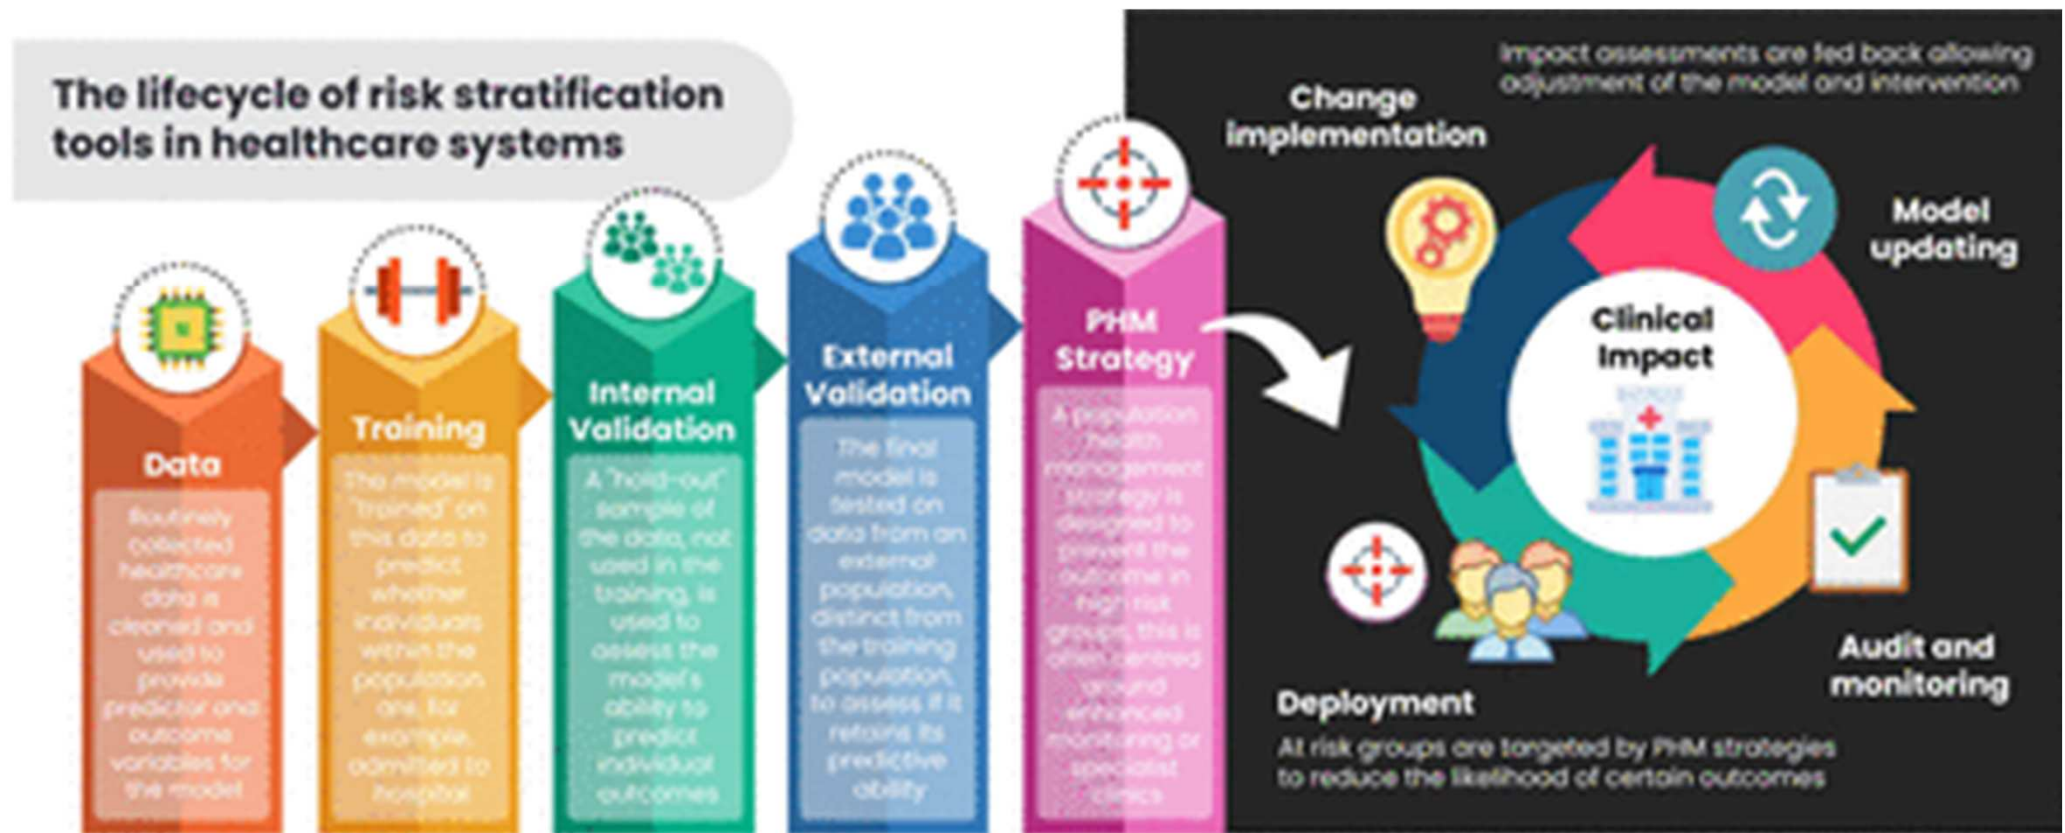 The lifecycle of risk stratification
tools in healthcare systems
Data
Routinely
collected
healthcare
data is
cleaned and
used to
provide
predictor and
outcome
variables for
the model
Training
The model is
"trained" on
this data to
predict
whether
individuals
within the
population
are, for
example,
admitted to
hospital
Internal
Validation
A "hold-out"
sample of
the data, not
used in the
training, is
used to
assess the
model's
ability to
predict
individual
outcomes
External
Validation
The final
model is
tested on
data from an
external
population,
distinct from
the training
population,
to assess if it
retains its
predictive
ability
PHM
Strategy
A population
health
management
strategy is
designed to
prevent the
outcome in
high risk
groups, this is
often centred
around
enhanced
monitoring or
specialist
clinics
Change
implementation
Impact assessments are fed back allowing
adjustment of the model and intervention
Model
updating
Clinical
Impact
Audit and
monitoring
Deployment
At risk groups are targeted by PHM strategies
to reduce the likelihood of certain outcomes